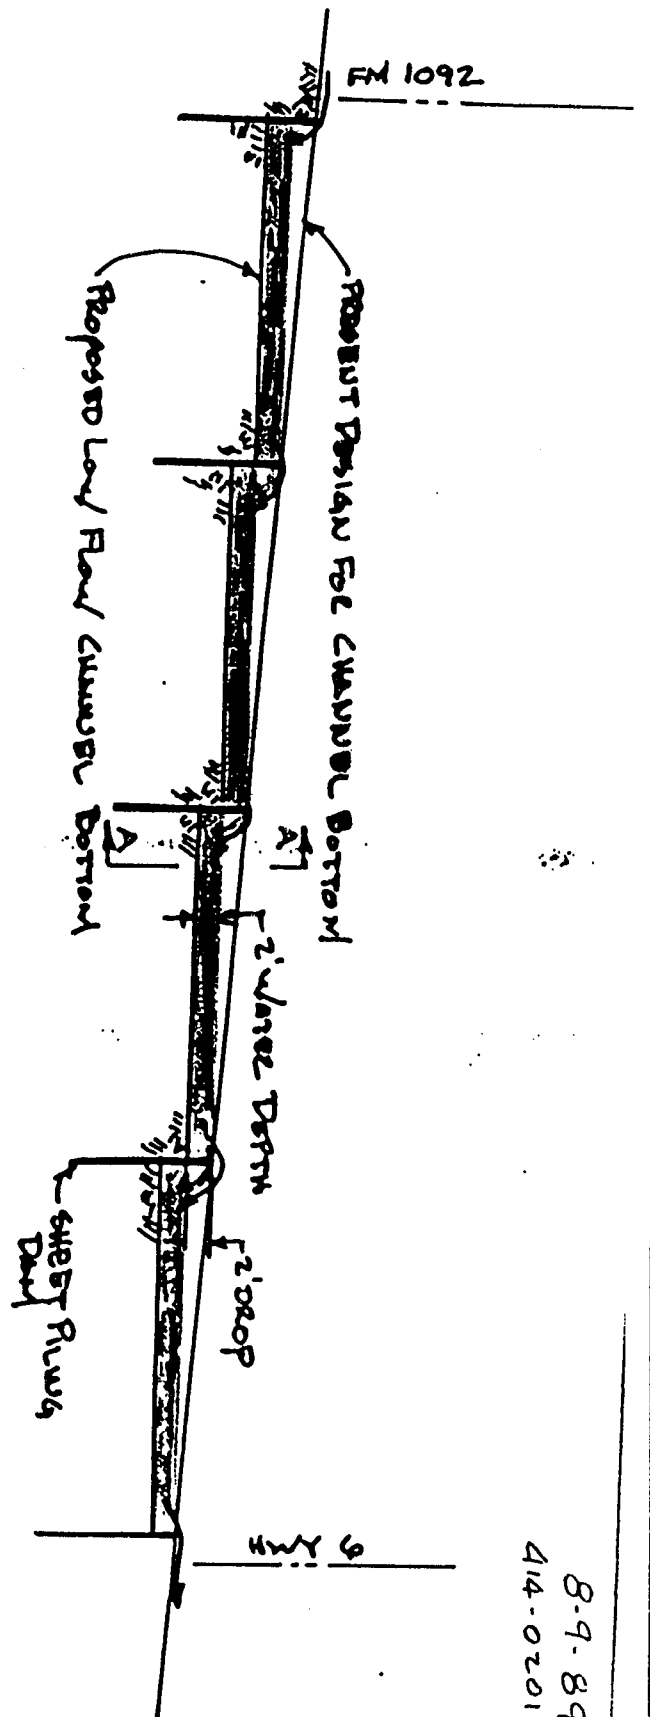 FM 1092
PRESENT DESIGN FOR CHANNEL BOTTOM
PROPOSED LOW FLOW CHANNEL BOTTOM
A
A
2' WATER DEPTH
2' DROP
SHEET PILING
DAM
HWY 6
8-9-89
414-0201